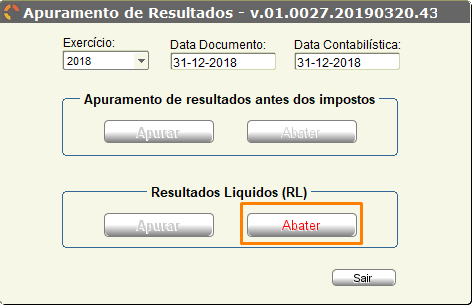 Apuramento de Resultados - v.01.0027.20190320.43
Exercício: Data Documento: Data Contabilística:
2018 31-12-2018 31-12-2018
Apuramento de resultados antes dos impostos
Apurar Abater
Resultados Liquidos (RL)
Apurar Abater
Sair